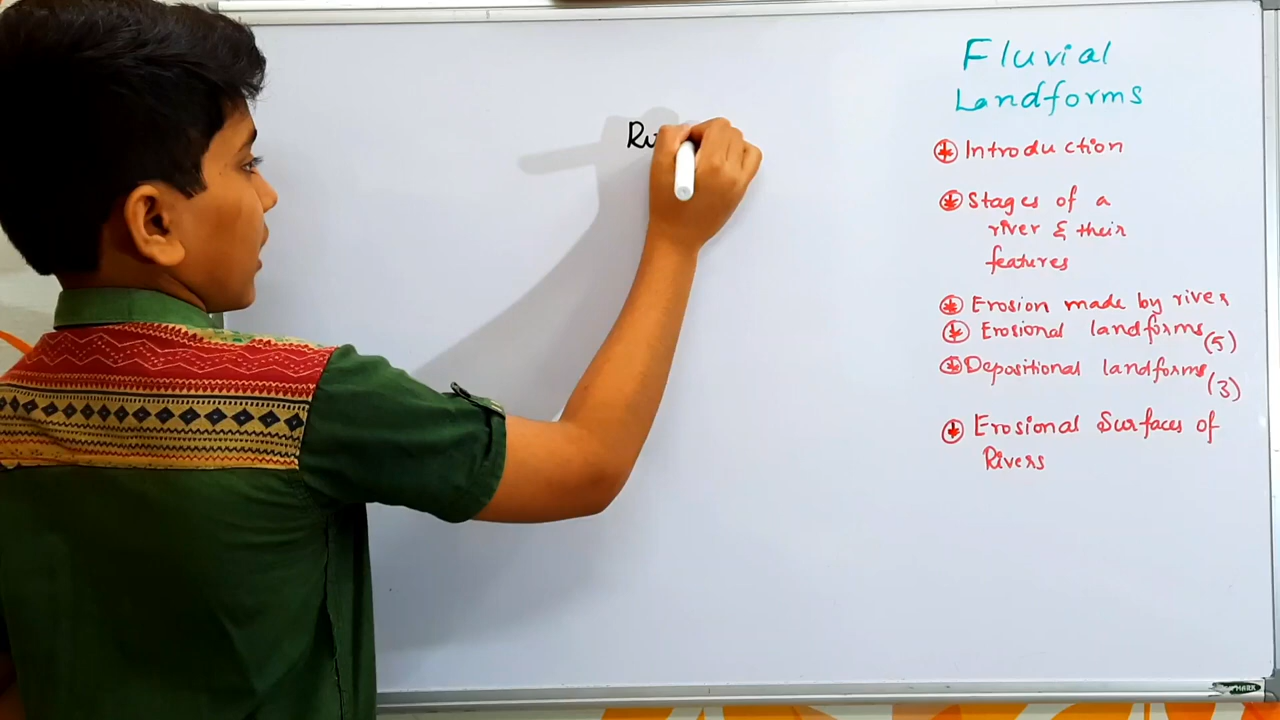 Fluvial
Landforms
Introduction
Stages of a
river & their
features
Erosion made by river
Erosional landforms (5)
Depositional landforms (3)
Erosional Surfaces of
Rivers